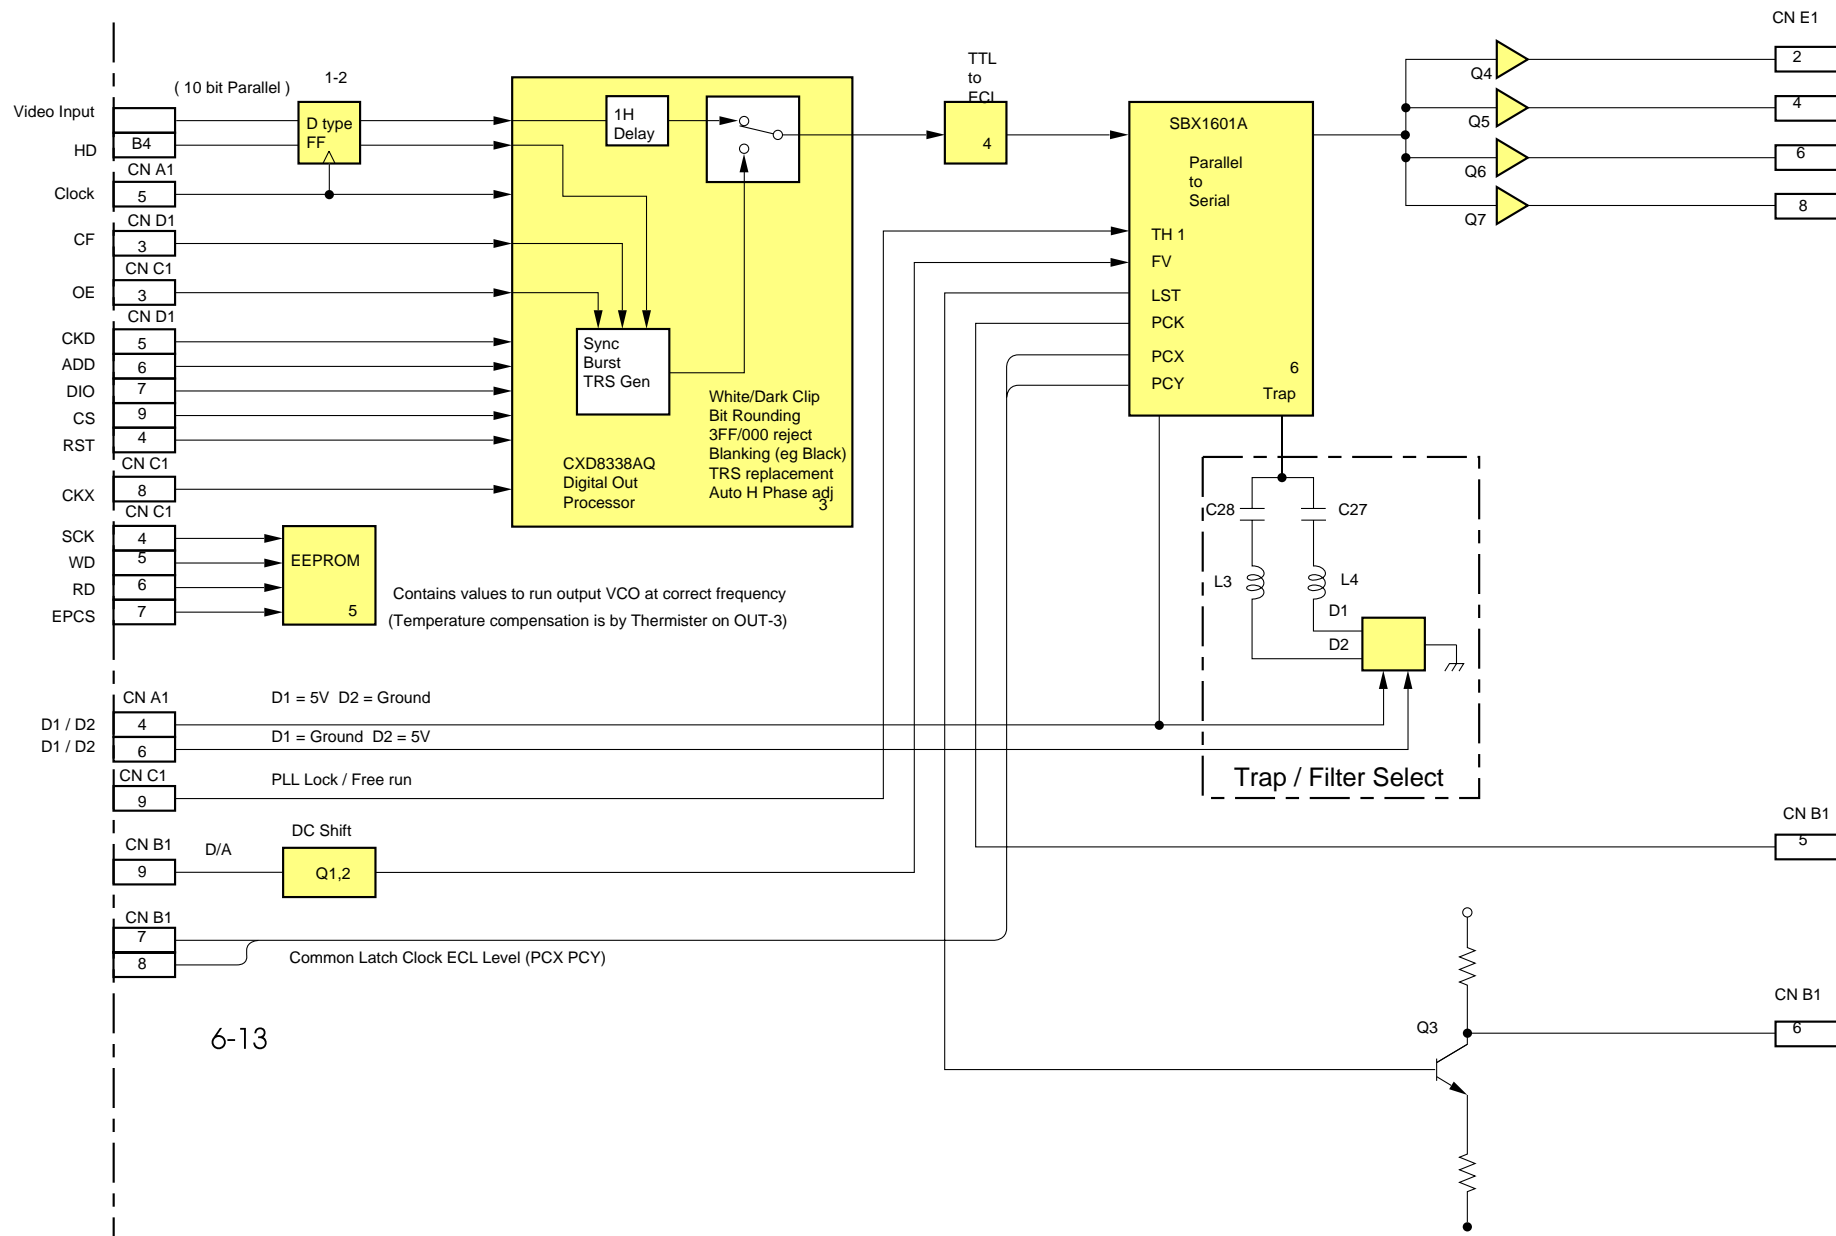 CN E1
2
4
6
8
Q4
Q5
Q6
Q7
( 10 bit Parallel )
1-2
Video Input
HD
B4
D type
FF
CN A1
Clock
5
CN D1
CF
3
CN C1
OE
3
CN D1
CKD
5
ADD
6
DIO
7
CS
9
RST
4
CN C1
CKX
8
CN C1
SCK
4
WD
5
RD
6
EPCS
7
1H
Delay
Sync
Burst
TRS Gen
White/Dark Clip
Bit Rounding
3FF/000 reject
Blanking (eg Black)
TRS replacement
Auto H Phase adj
3
CXD8338AQ
Digital Out
Processor
TTL
to
ECL
4
SBX1601A
Parallel
to
Serial
TH 1
FV
LST
PCK
PCX
PCY
6
Trap
EEPROM
5
Contains values to run output VCO at correct frequency
(Temperature compensation is by Thermister on OUT-3)
C28
C27
L3
L4
D1
D2
Trap / Filter Select
CN A1
D1 = 5V D2 = Ground
D1 / D2
4
D1 = Ground D2 = 5V
D1 / D2
6
CN C1
PLL Lock / Free run
9
DC Shift
CN B1
D/A
9
Q1,2
CN B1
7
8
Common Latch Clock ECL Level (PCX PCY)
CN B1
5
Q3
CN B1
6
6-13